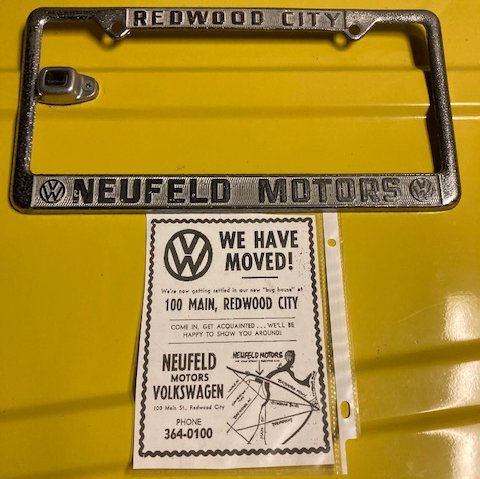 REDWOOD CITY
VW NEUFELD MOTORS VW
VW WE HAVE
MOVED!
We're now getting settled in our new "bug house" at
100 MAIN, REDWOOD CITY
COME IN, GET ACQUAINTED...WE'LL BE
HAPPY TO SHOW YOU AROUND!
NEUFELD
MOTORS
VOLKSWAGEN
100 Main St, Redwood City
PHONE
364-0100
NEUFELD MOTORS